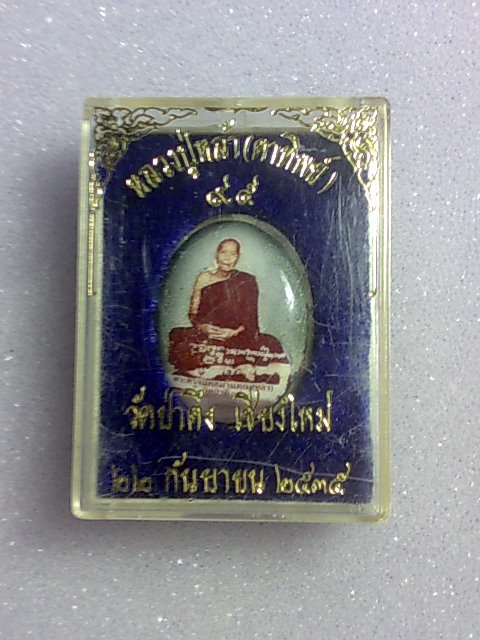 หลวงปู่หล้า(ตาทิพย์)
๙๕
วัดป่าตึง เชียงใหม่
๒๒ กันยายน ๒๕๓๕